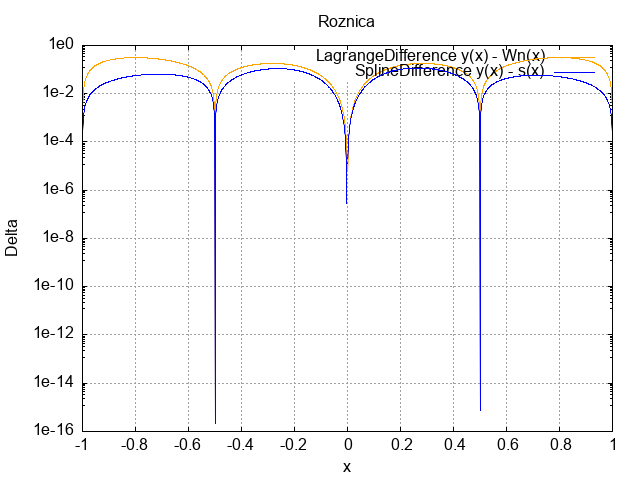 Roznica
LagrangeDifference y(x) - Wn(x)
SplineDifference y(x) - s(x)
1e0
1e-2
1e-4
1e-6
1e-8
1e-10
1e-12
1e-14
1e-16
Delta
-1 -0.8 -0.6 -0.4 -0.2 0 0.2 0.4 0.6 0.8 1
x